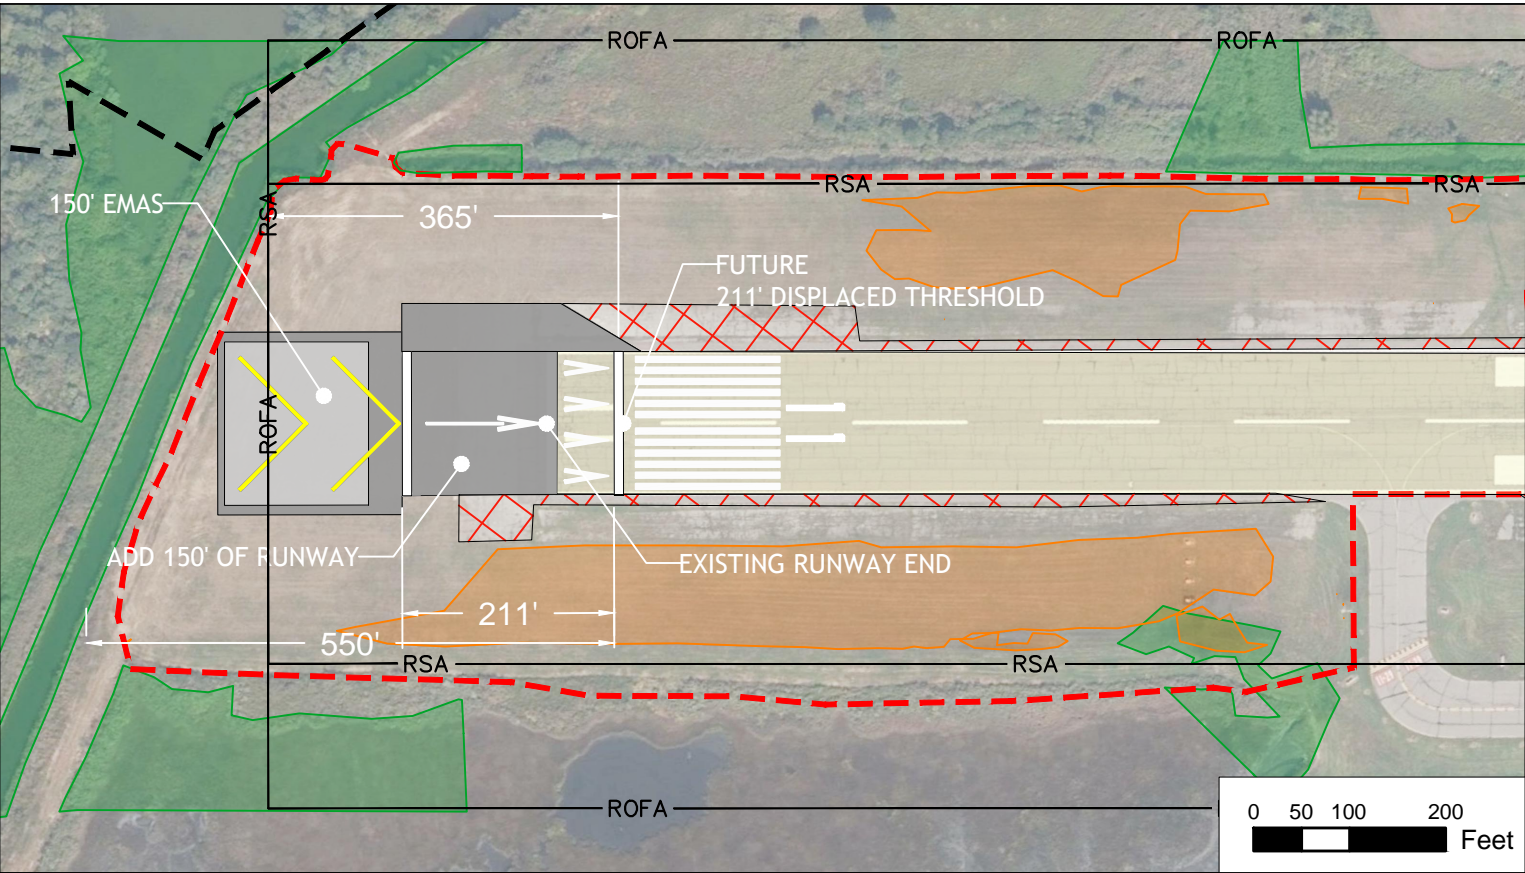 ROFA
ROFA
RSA
RSA
150' EMAS
RSA
365'
FUTURE
211' DISPLACED THRESHOLD
ROFA
ADD 150' OF RUNWAY
EXISTING RUNWAY END
211'
550'
RSA
RSA
ROFA
0 50 100 200
Feet